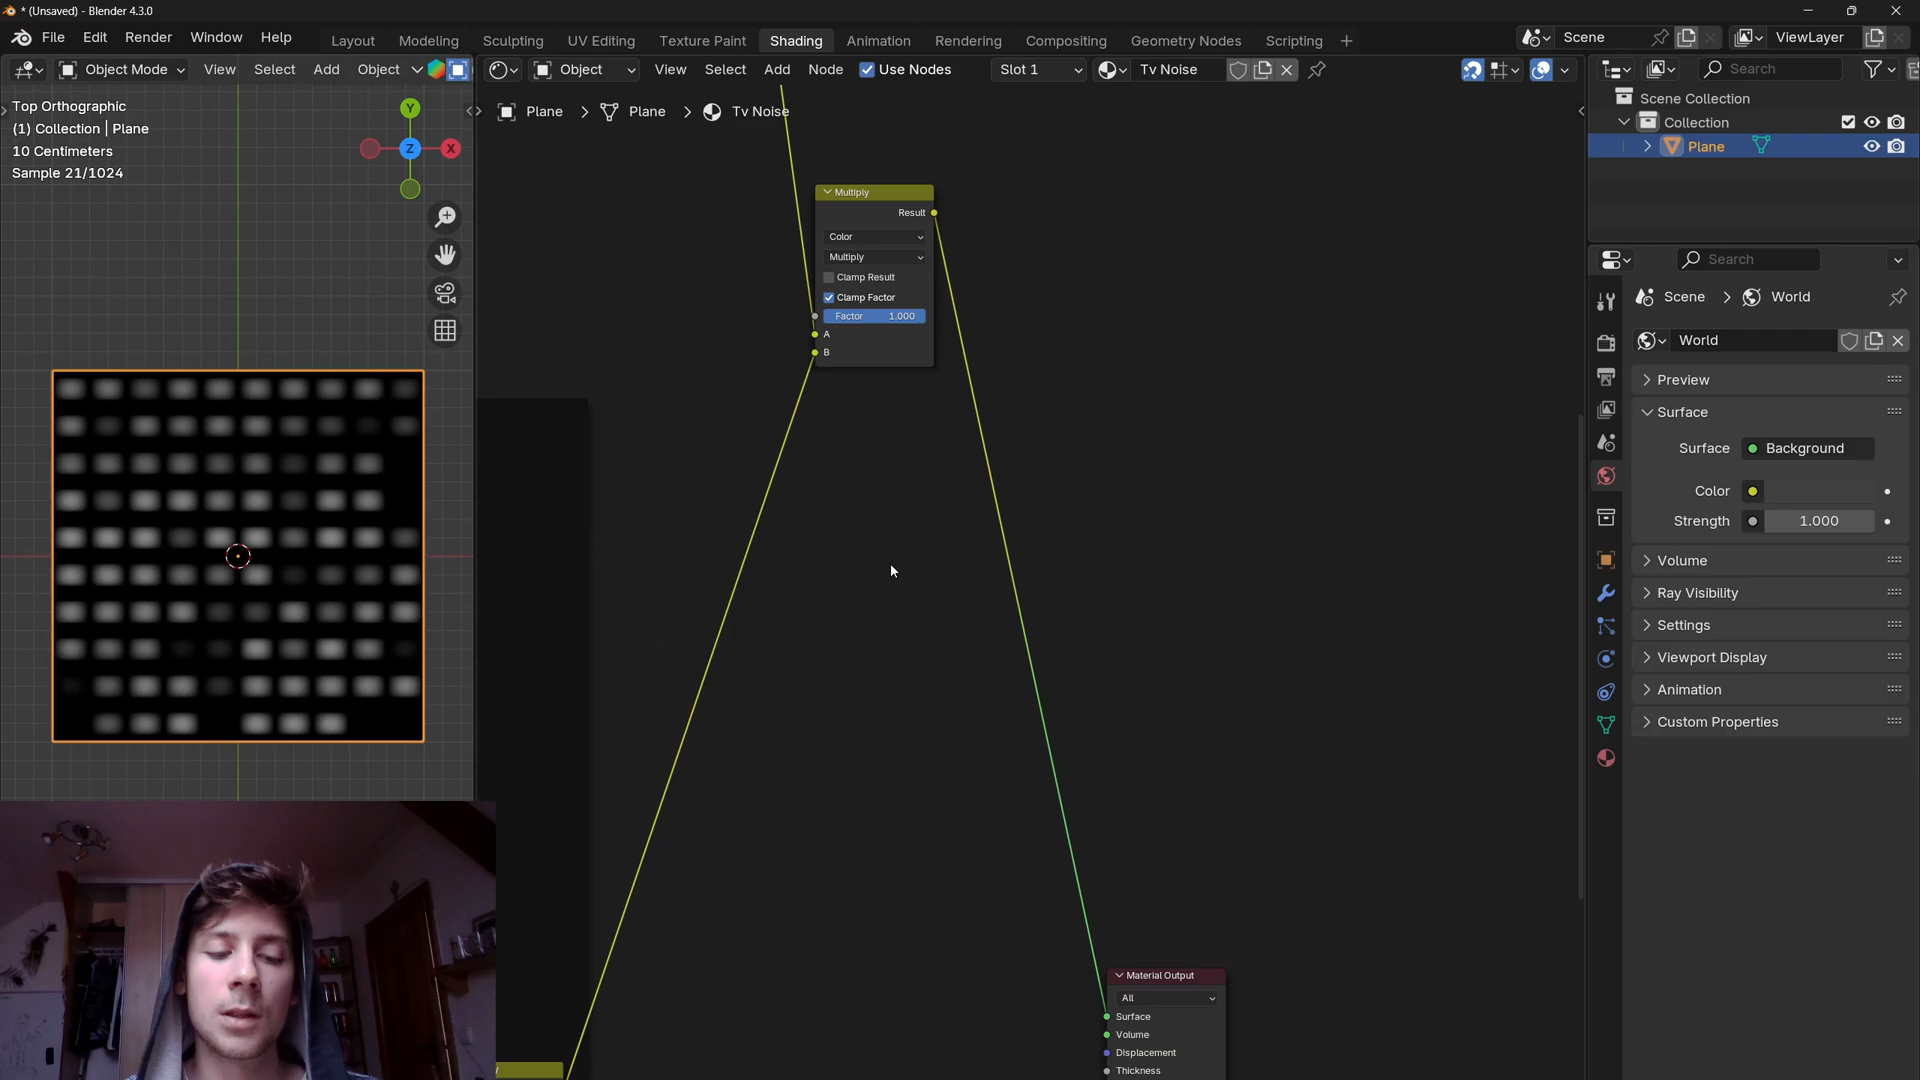 * (Unsaved) - Blender 4.3.0
File Edit Render Window Help
Layout Modeling Sculpting UV Editing Texture Paint Shading Animation Rendering Compositing Geometry Nodes Scripting +
Scene ViewLayer
Object Mode View Select Add Object
Object View Select Add Node Use Nodes Slot 1 Tv Noise
Search
Top Orthographic
(1) Collection | Plane
10 Centimeters
Sample 21/1024
Y
X
Z
Plane > Plane > Tv Noise
Scene Collection
Collection
Plane
Multiply
Result
Color
Multiply
Clamp Result
Clamp Factor
Factor 1.000
A
B
Material Output
All
Surface
Volume
Displacement
Thickness
Search
Scene > World
World
Preview
Surface
Surface Background
Color
Strength 1.000
Volume
Ray Visibility
Settings
Viewport Display
Animation
Custom Properties